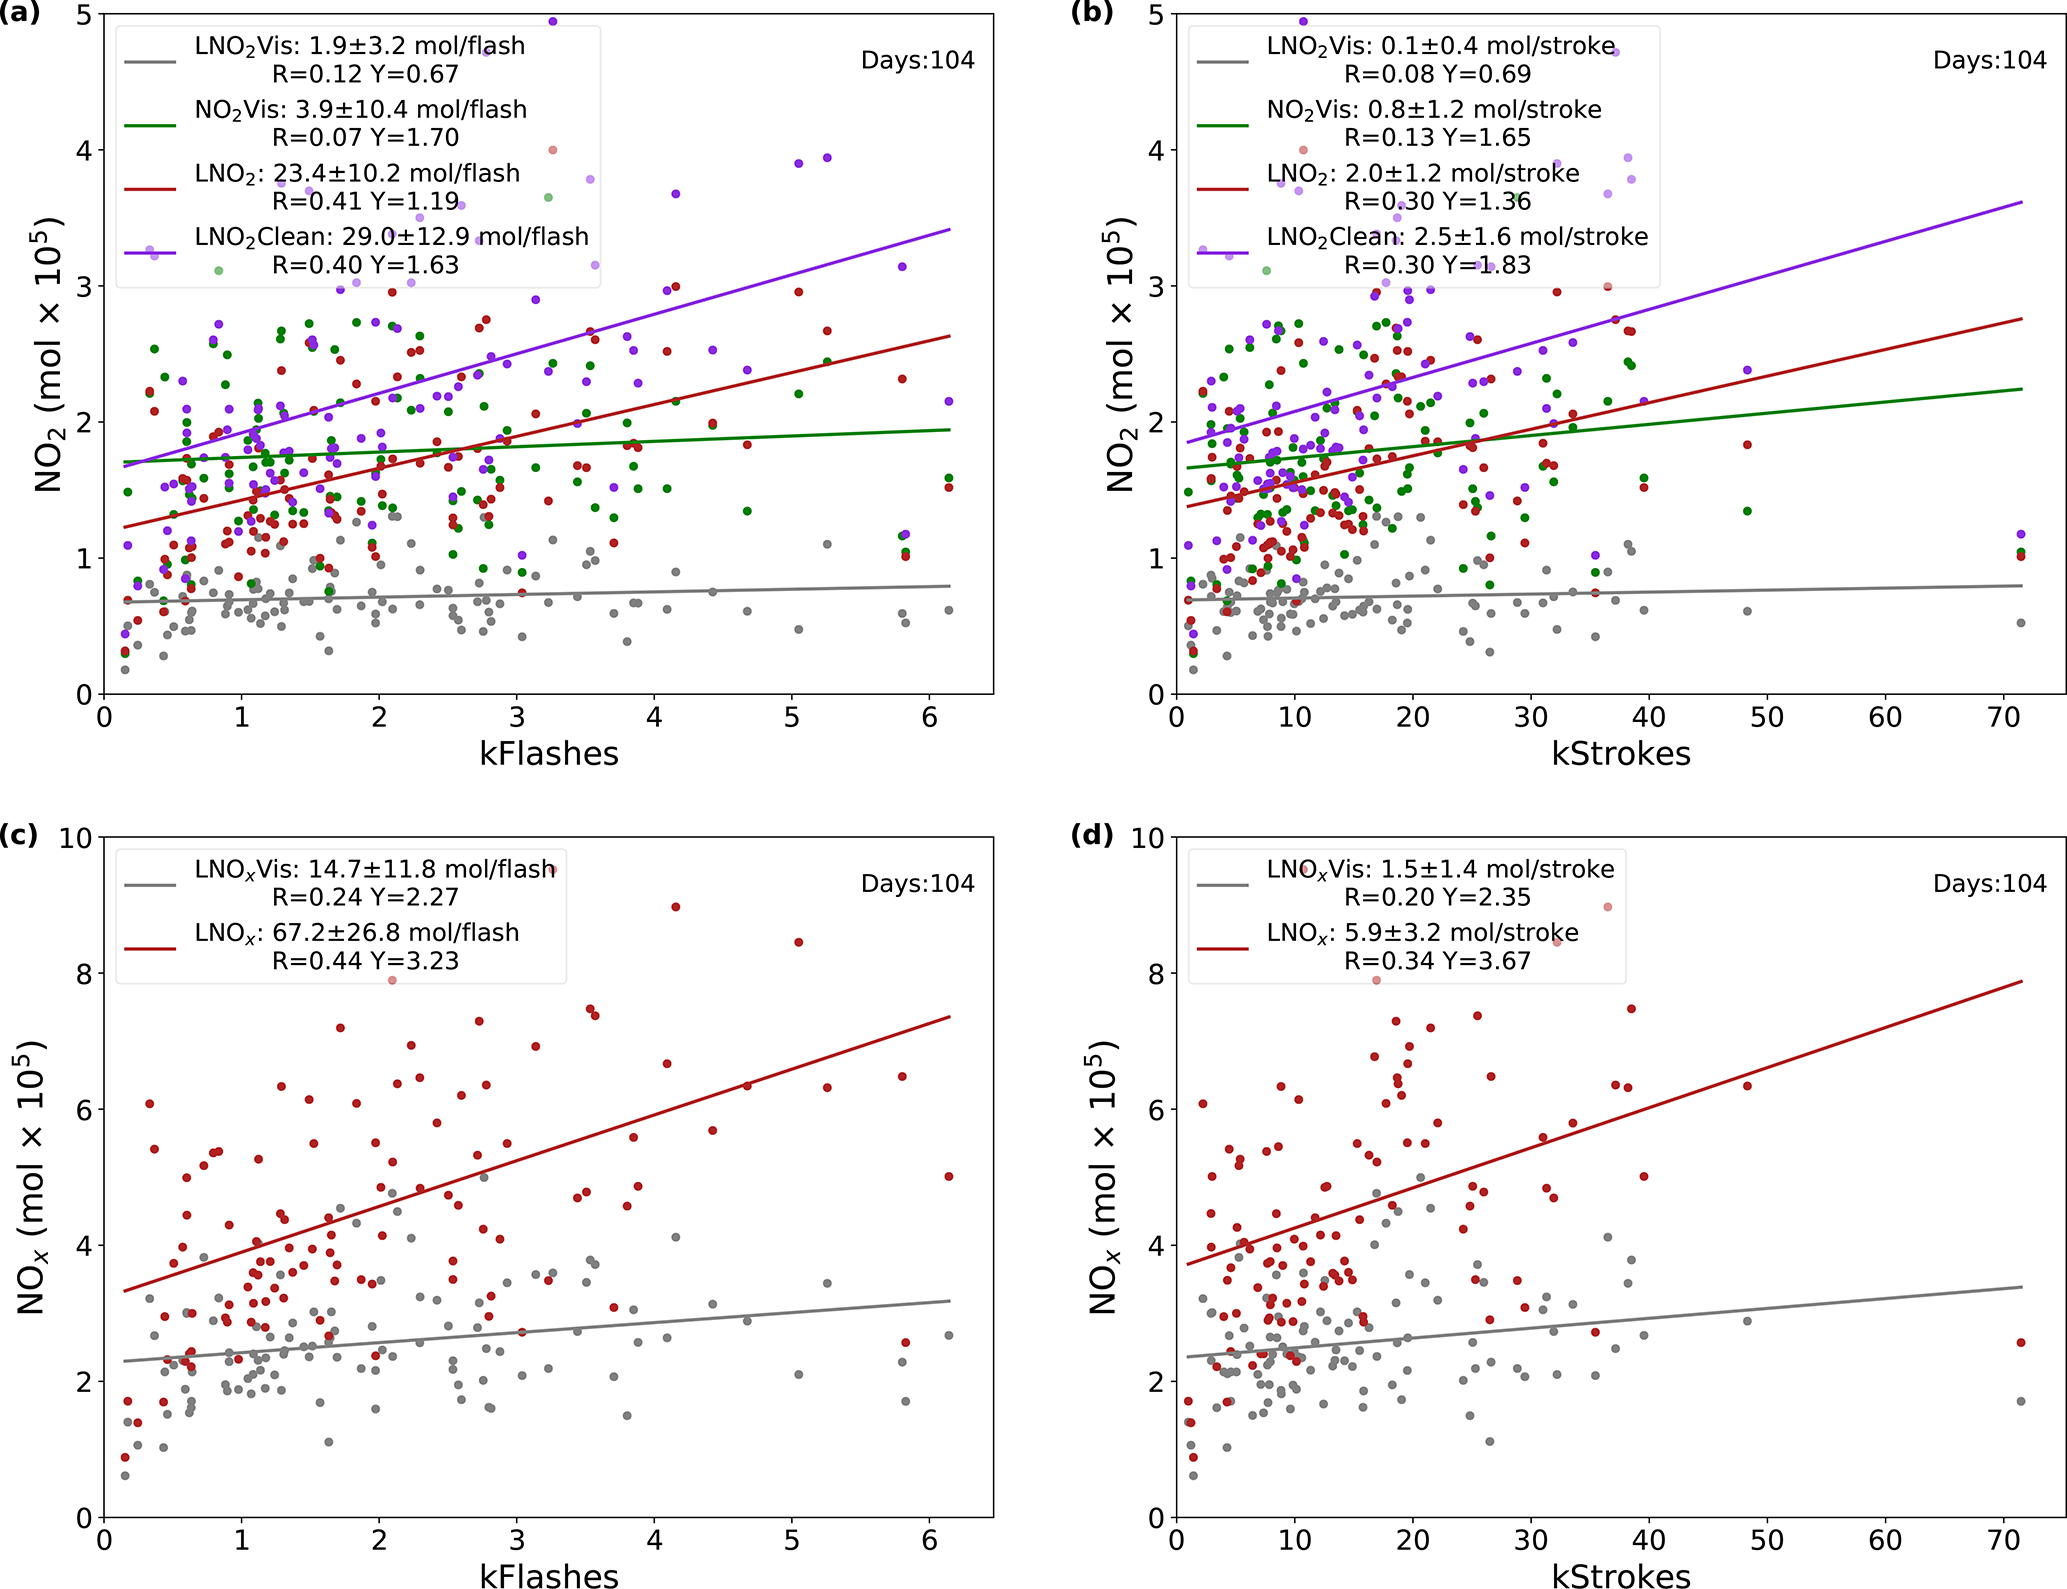 (a)
5
4
3
2
1
0
NO₂ (mol × 10⁵)
LNO₂Vis: 1.9±3.2 mol/flash
R=0.12 Y=0.67
NO₂Vis: 3.9±10.4 mol/flash
R=0.07 Y=1.70
LNO₂: 23.4±10.2 mol/flash
R=0.41 Y=1.19
LNO₂Clean: 29.0±12.9 mol/flash
R=0.40 Y=1.63
Days:104
0 1 2 3 4 5 6
kFlashes
(b)
5
4
3
2
1
0
NO₂ (mol × 10⁵)
LNO₂Vis: 0.1±0.4 mol/stroke
R=0.08 Y=0.69
NO₂Vis: 0.8±1.2 mol/stroke
R=0.13 Y=1.65
LNO₂: 2.0±1.2 mol/stroke
R=0.30 Y=1.36
LNO₂Clean: 2.5±1.6 mol/stroke
R=0.30 Y=1.83
Days:104
0 10 20 30 40 50 60 70
kStrokes
(c)
10
8
6
4
2
0
NOₓ (mol × 10⁵)
LNOₓVis: 14.7±11.8 mol/flash
R=0.24 Y=2.27
LNOₓ: 67.2±26.8 mol/flash
R=0.44 Y=3.23
Days:104
0 1 2 3 4 5 6
kFlashes
(d)
10
8
6
4
2
0
NOₓ (mol × 10⁵)
LNOₓVis: 1.5±1.4 mol/stroke
R=0.20 Y=2.35
LNOₓ: 5.9±3.2 mol/stroke
R=0.34 Y=3.67
Days:104
0 10 20 30 40 50 60 70
kStrokes